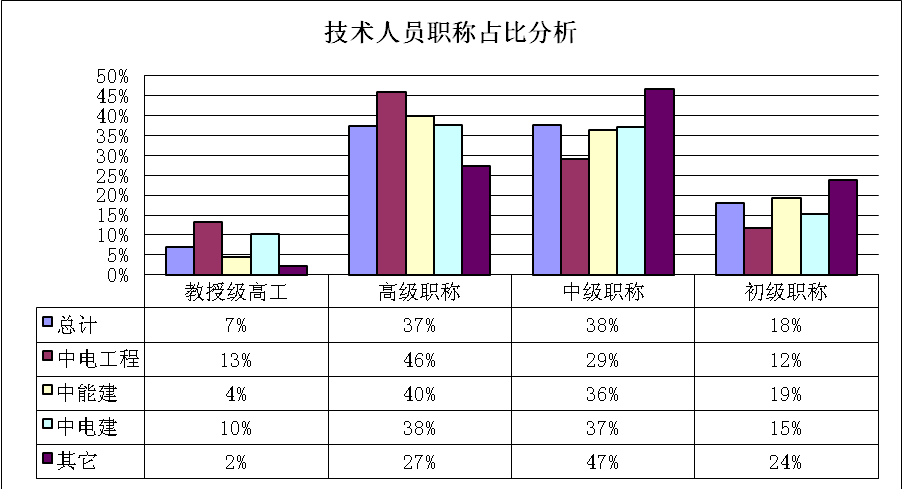 技术人员职称占比分析
50%
45%
40%
35%
30%
25%
20%
15%
10%
5%
0%
教授级高工 高级职称 中级职称 初级职称
总计 7% 37% 38% 18%
中电工程 13% 46% 29% 12%
中能建 4% 40% 36% 19%
中电建 10% 38% 37% 15%
其它 2% 27% 47% 24%